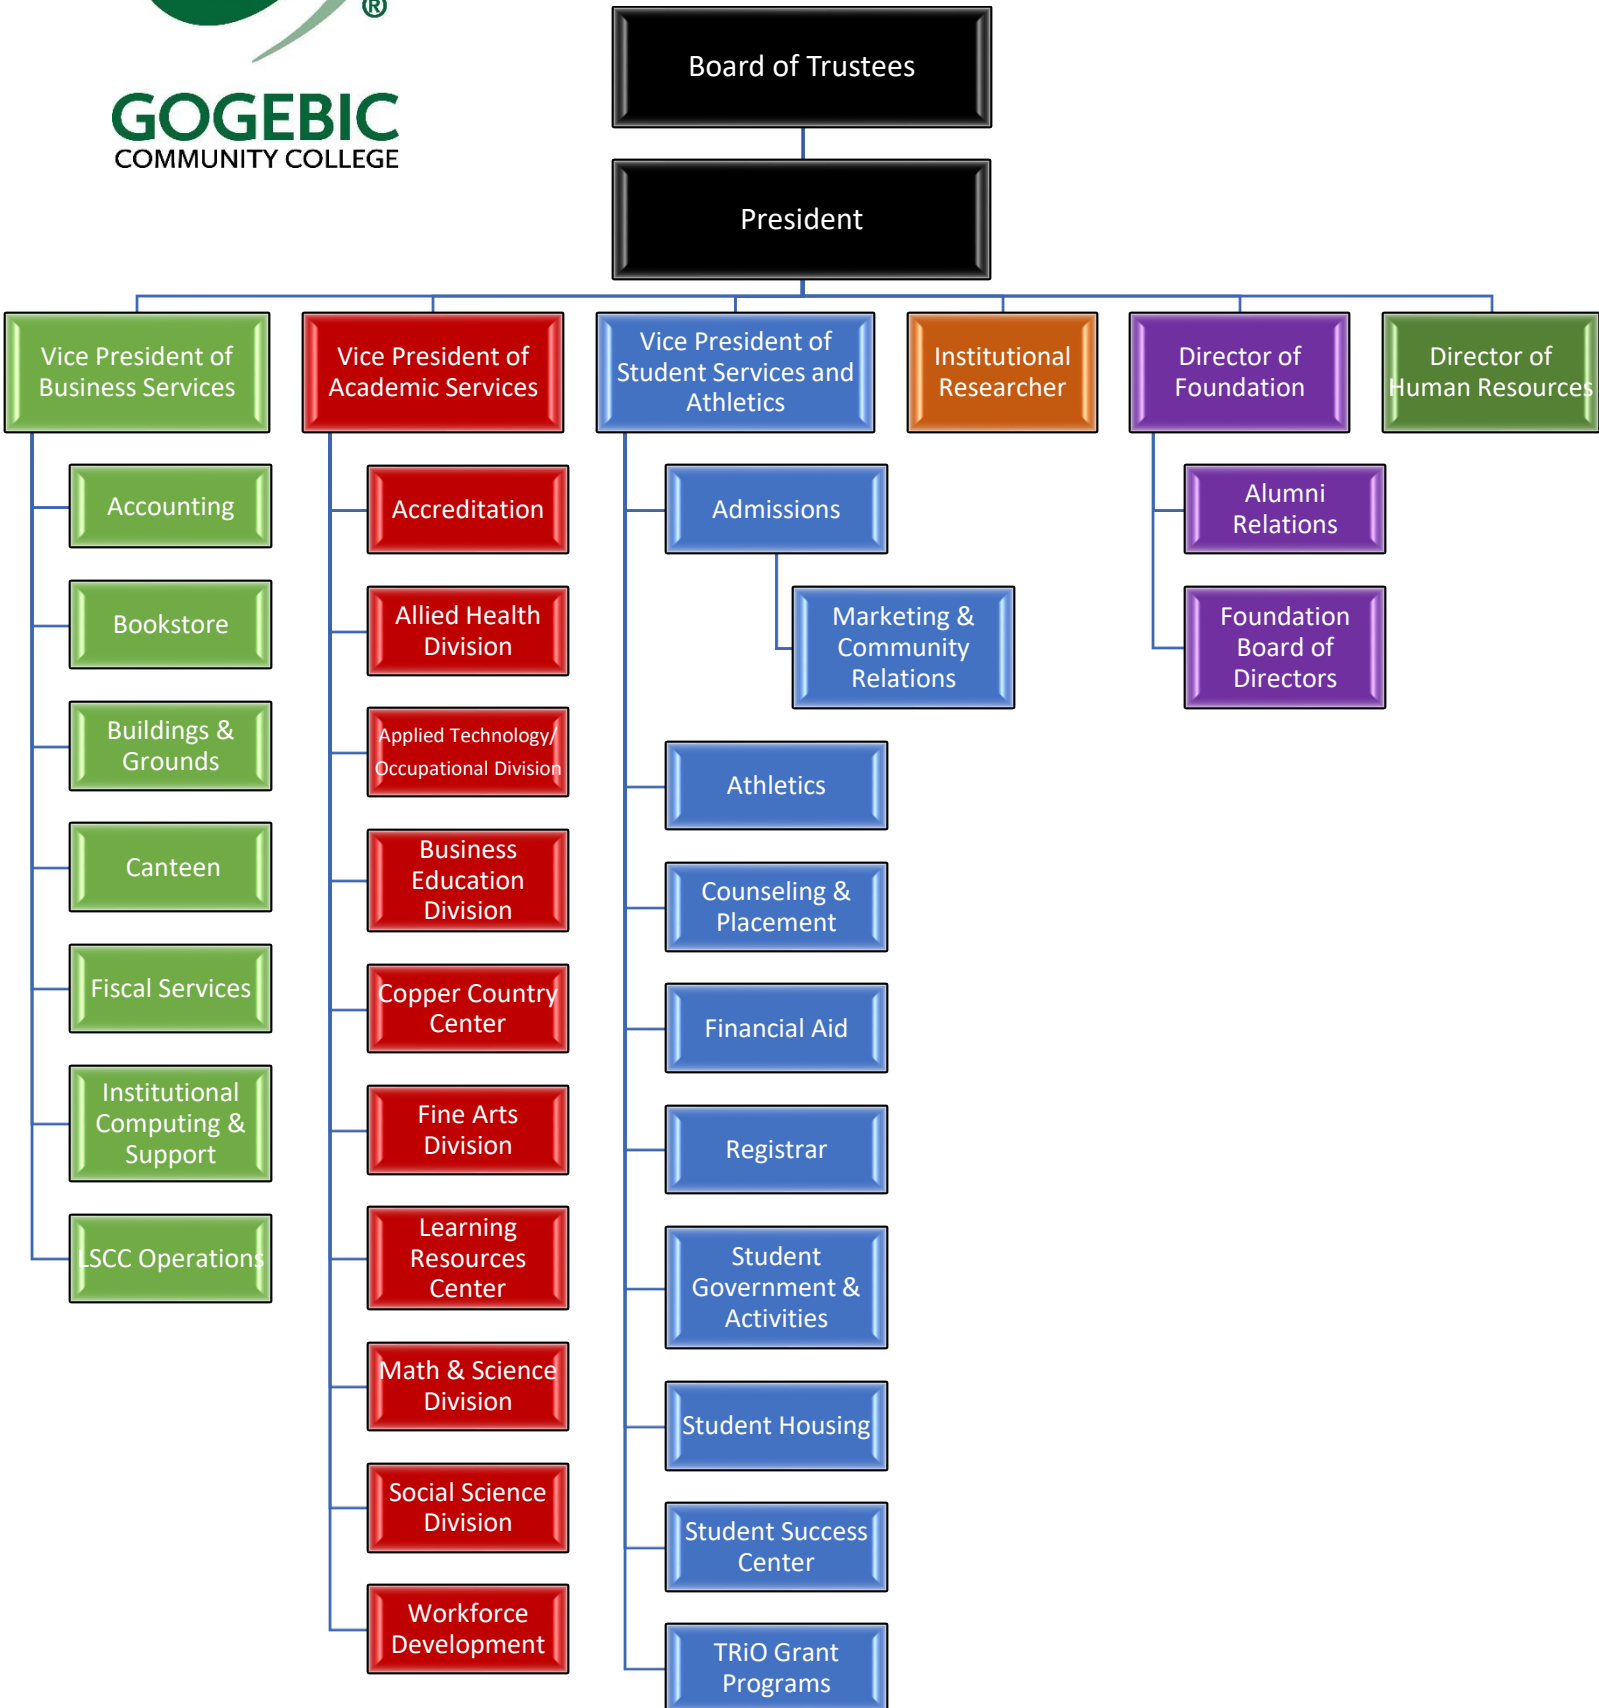 ®
GOGEBIC
COMMUNITY COLLEGE
Board of Trustees
President
Vice President of
Business Services
Vice President of
Academic Services
Vice President of
Student Services and
Athletics
Institutional
Researcher
Director of
Foundation
Director of
Human Resources
Accounting
Bookstore
Buildings &
Grounds
Canteen
Fiscal Services
Institutional
Computing &
Support
LSCC Operations
Accreditation
Allied Health
Division
Applied Technology/
Occupational Division
Business
Education
Division
Copper Country
Center
Fine Arts
Division
Learning
Resources
Center
Math & Science
Division
Social Science
Division
Workforce
Development
Admissions
Marketing &
Community
Relations
Athletics
Counseling &
Placement
Financial Aid
Registrar
Student
Government &
Activities
Student Housing
Student Success
Center
TRiO Grant
Programs
Alumni
Relations
Foundation
Board of
Directors